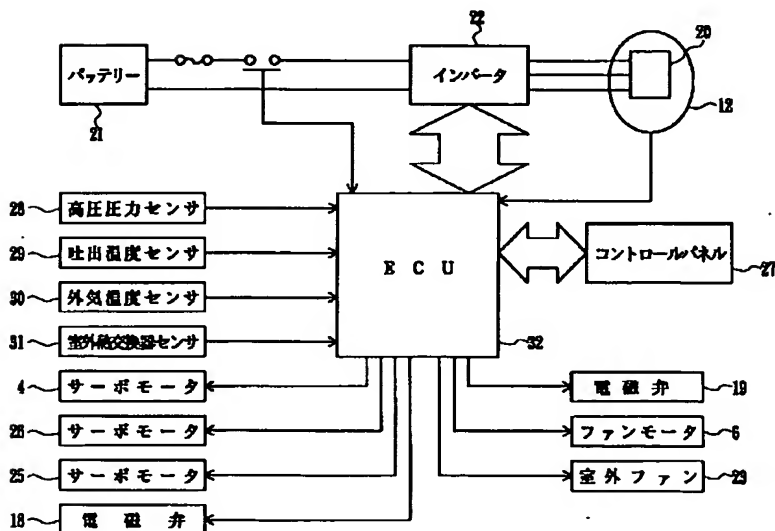 22
20
バッテリー
インバータ
21
12
28
高圧圧力センサ
29
吐出温度センサ
ECU
コントロールパネル
27
30
外気温度センサ
31
室外熱交換器センサ
32
4
サーボモータ
電磁弁
19
26
サーボモータ
ファンモータ
6
25
サーボモータ
室外ファン
23
18
電磁弁